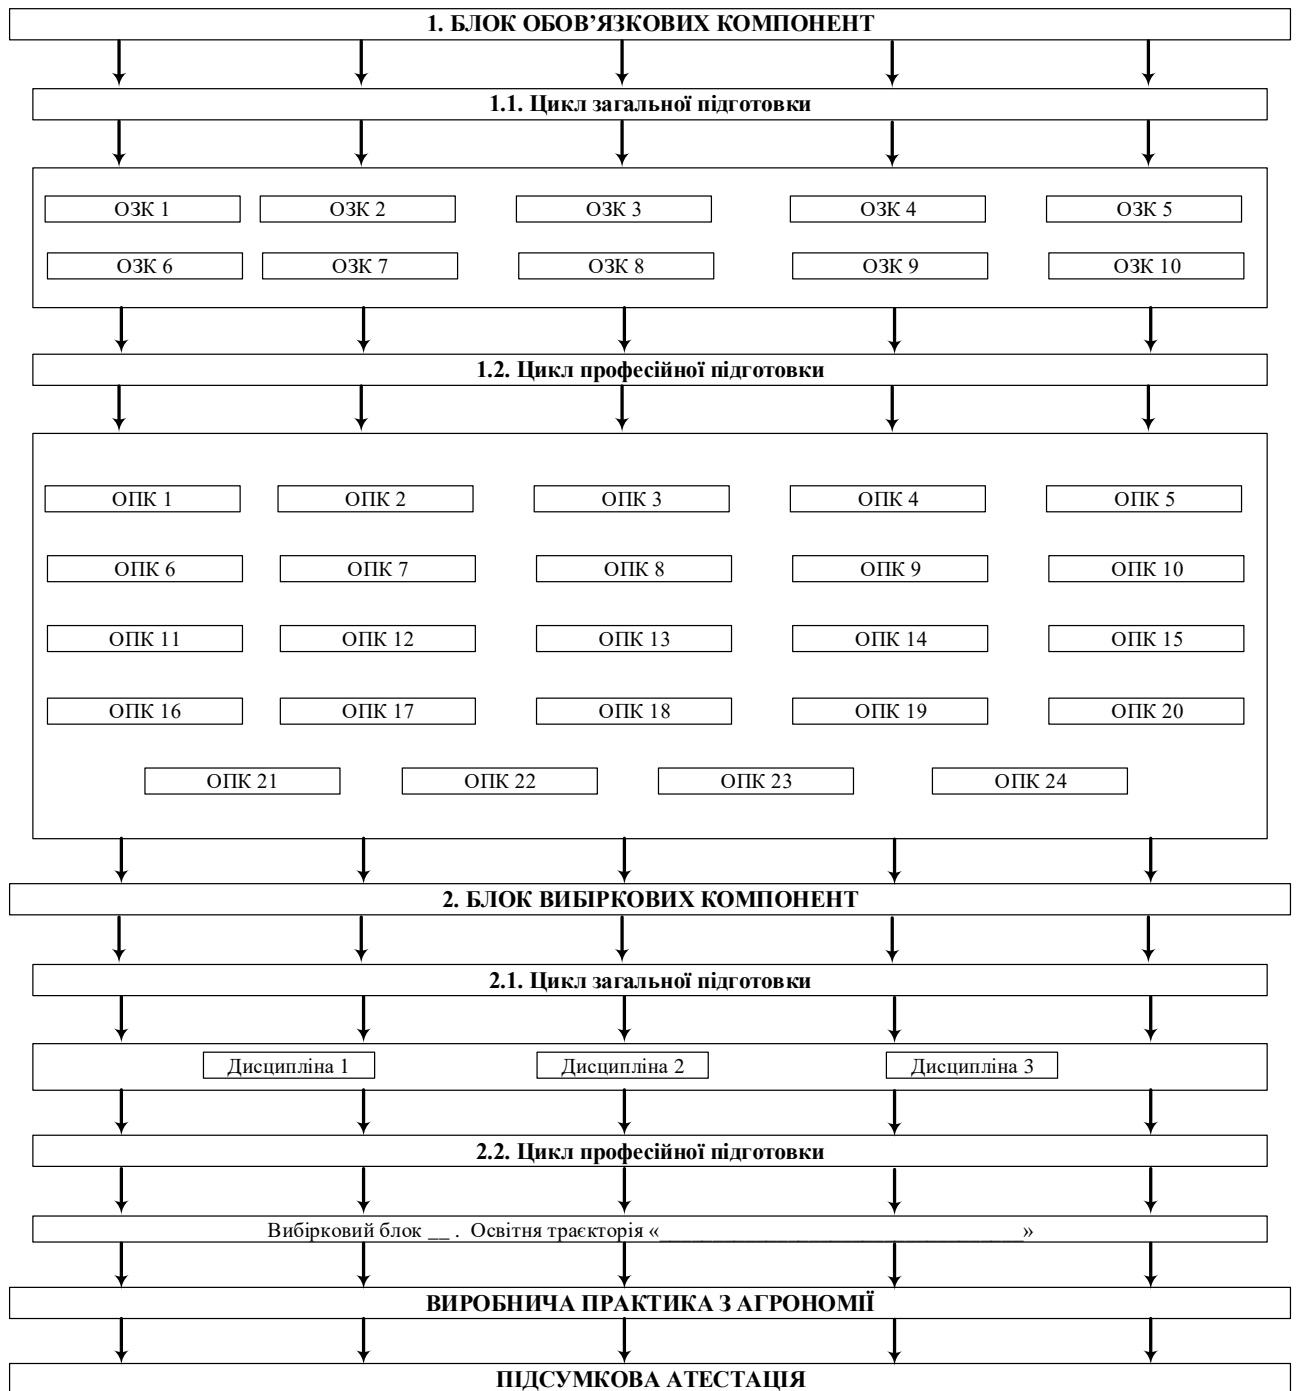 1. БЛОК ОБОВ’ЯЗКОВИХ КОМПОНЕНТ
1.1. Цикл загальної підготовки
ОЗК 1 ОЗК 2 ОЗК 3 ОЗК 4 ОЗК 5
ОЗК 6 ОЗК 7 ОЗК 8 ОЗК 9 ОЗК 10
1.2. Цикл професійної підготовки
ОПК 1 ОПК 2 ОПК 3 ОПК 4 ОПК 5
ОПК 6 ОПК 7 ОПК 8 ОПК 9 ОПК 10
ОПК 11 ОПК 12 ОПК 13 ОПК 14 ОПК 15
ОПК 16 ОПК 17 ОПК 18 ОПК 19 ОПК 20
ОПК 21 ОПК 22 ОПК 23 ОПК 24
2. БЛОК ВИБІРКОВИХ КОМПОНЕНТ
2.1. Цикл загальної підготовки
Дисципліна 1 Дисципліна 2 Дисципліна 3
2.2. Цикл професійної підготовки
Вибірковий блок __ . Освітня траєкторія «__________________________________»
ВИРОБНИЧА ПРАКТИКА З АГРОНОМІЇ
ПІДСУМКОВА АТЕСТАЦІЯ